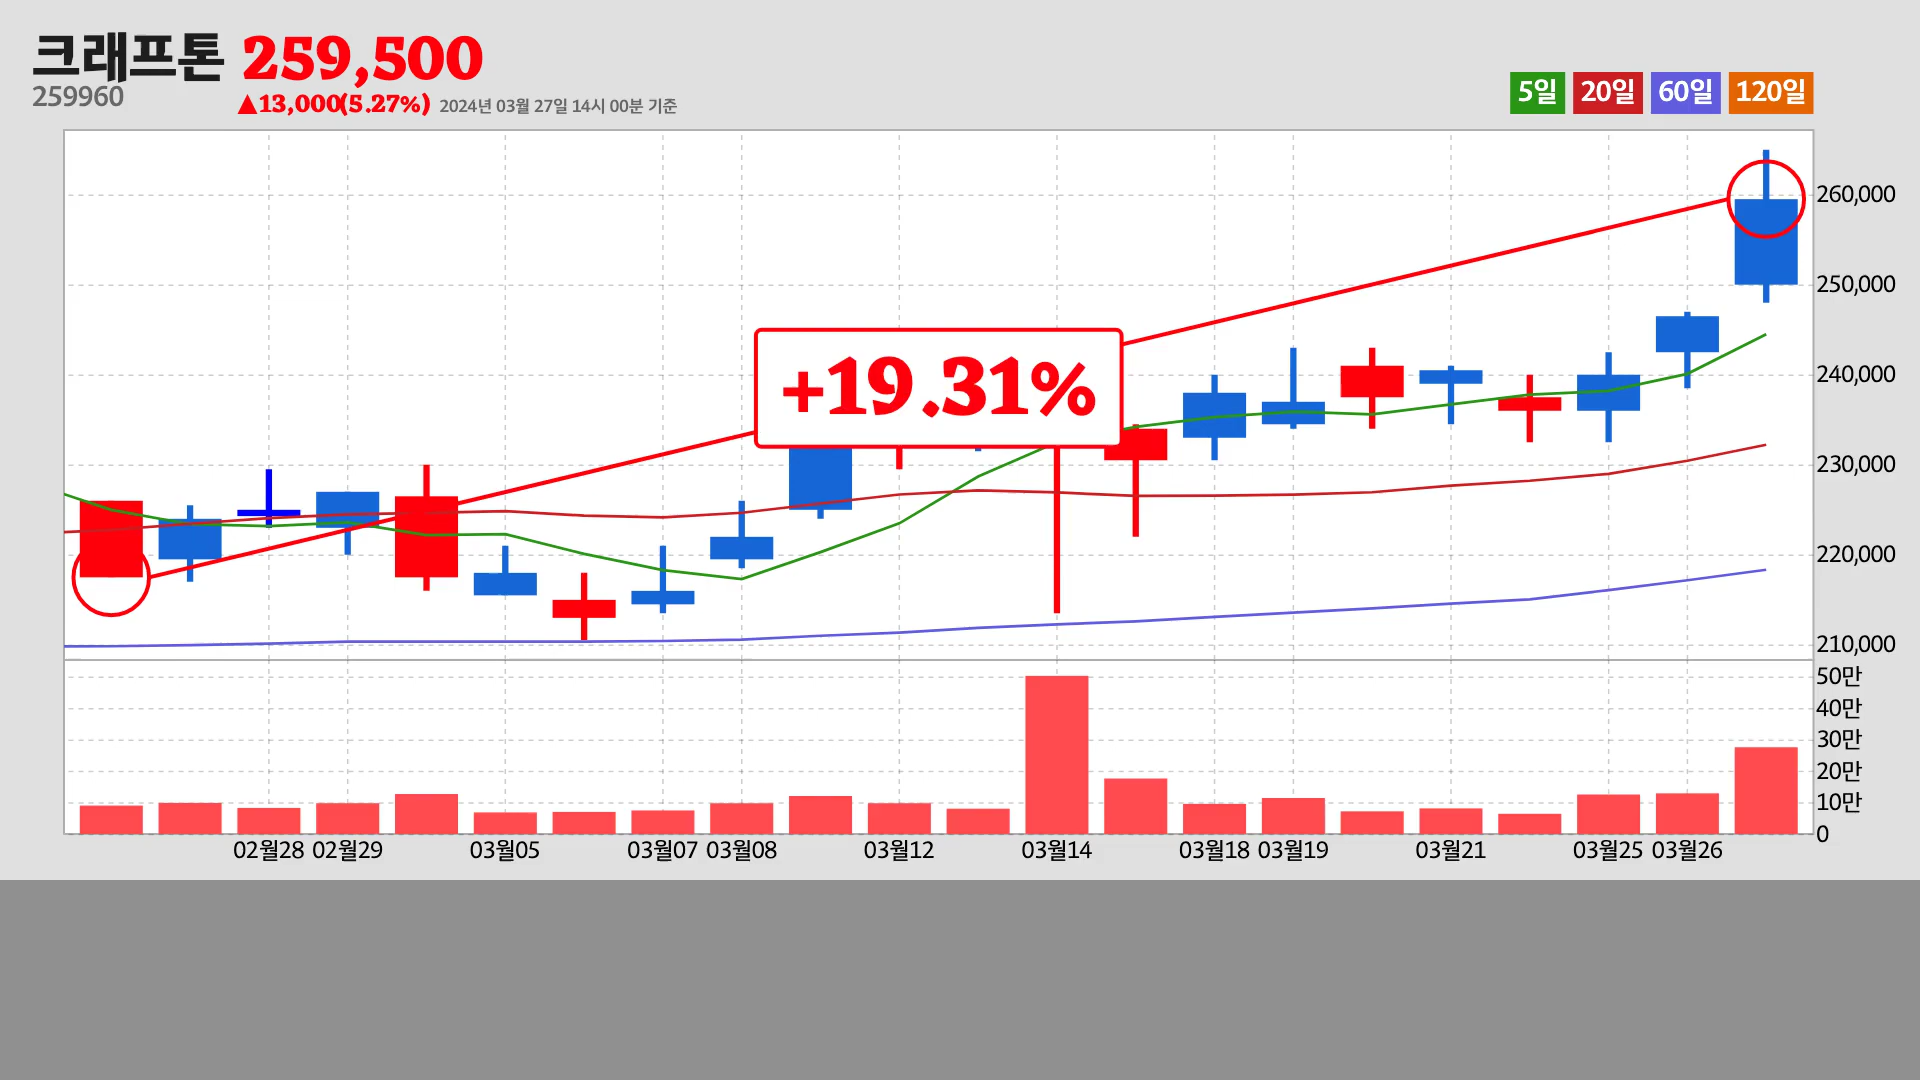 크래프톤 259,500
259960
▲13,000(5.27%) 2024년 03월 27일 14시 00분 기준
5일 20일 60일 120일
260,000
250,000
+19.31%
240,000
230,000
220,000
210,000
50만
40만
30만
20만
10만
0
02월28 02월29 03월05 03월07 03월08 03월12 03월14 03월18 03월19 03월21 03월25 03월26